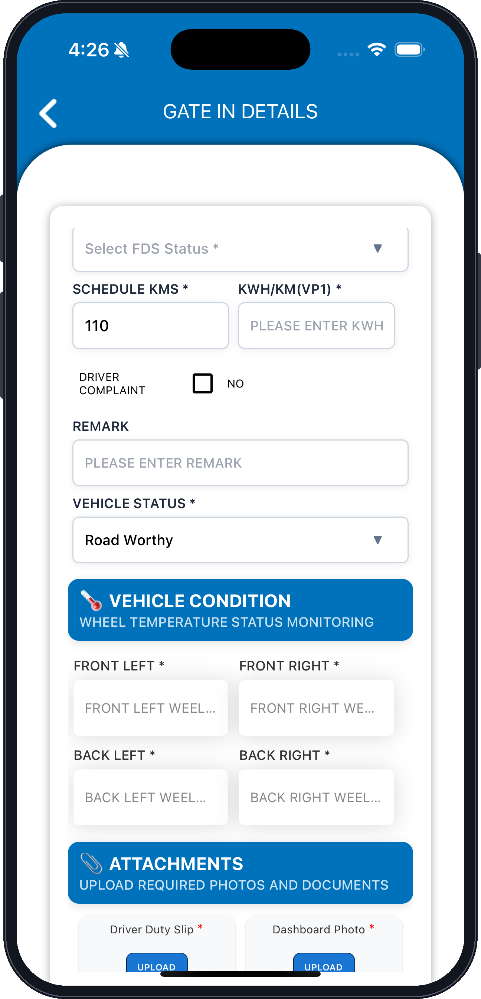 4:26
GATE IN DETAILS
Select FDS Status *
SCHEDULE KMS * KWH/KM(VP1) *
110 PLEASE ENTER KWH
DRIVER
COMPLAINT
NO
REMARK
PLEASE ENTER REMARK
VEHICLE STATUS *
Road Worthy
VEHICLE CONDITION
WHEEL TEMPERATURE STATUS MONITORING
FRONT LEFT * FRONT RIGHT *
FRONT LEFT WEEL... FRONT RIGHT WE...
BACK LEFT * BACK RIGHT *
BACK LEFT WEEL... BACK RIGHT WEEL...
ATTACHMENTS
UPLOAD REQUIRED PHOTOS AND DOCUMENTS
Driver Duty Slip * Dashboard Photo *
UPLOAD UPLOAD